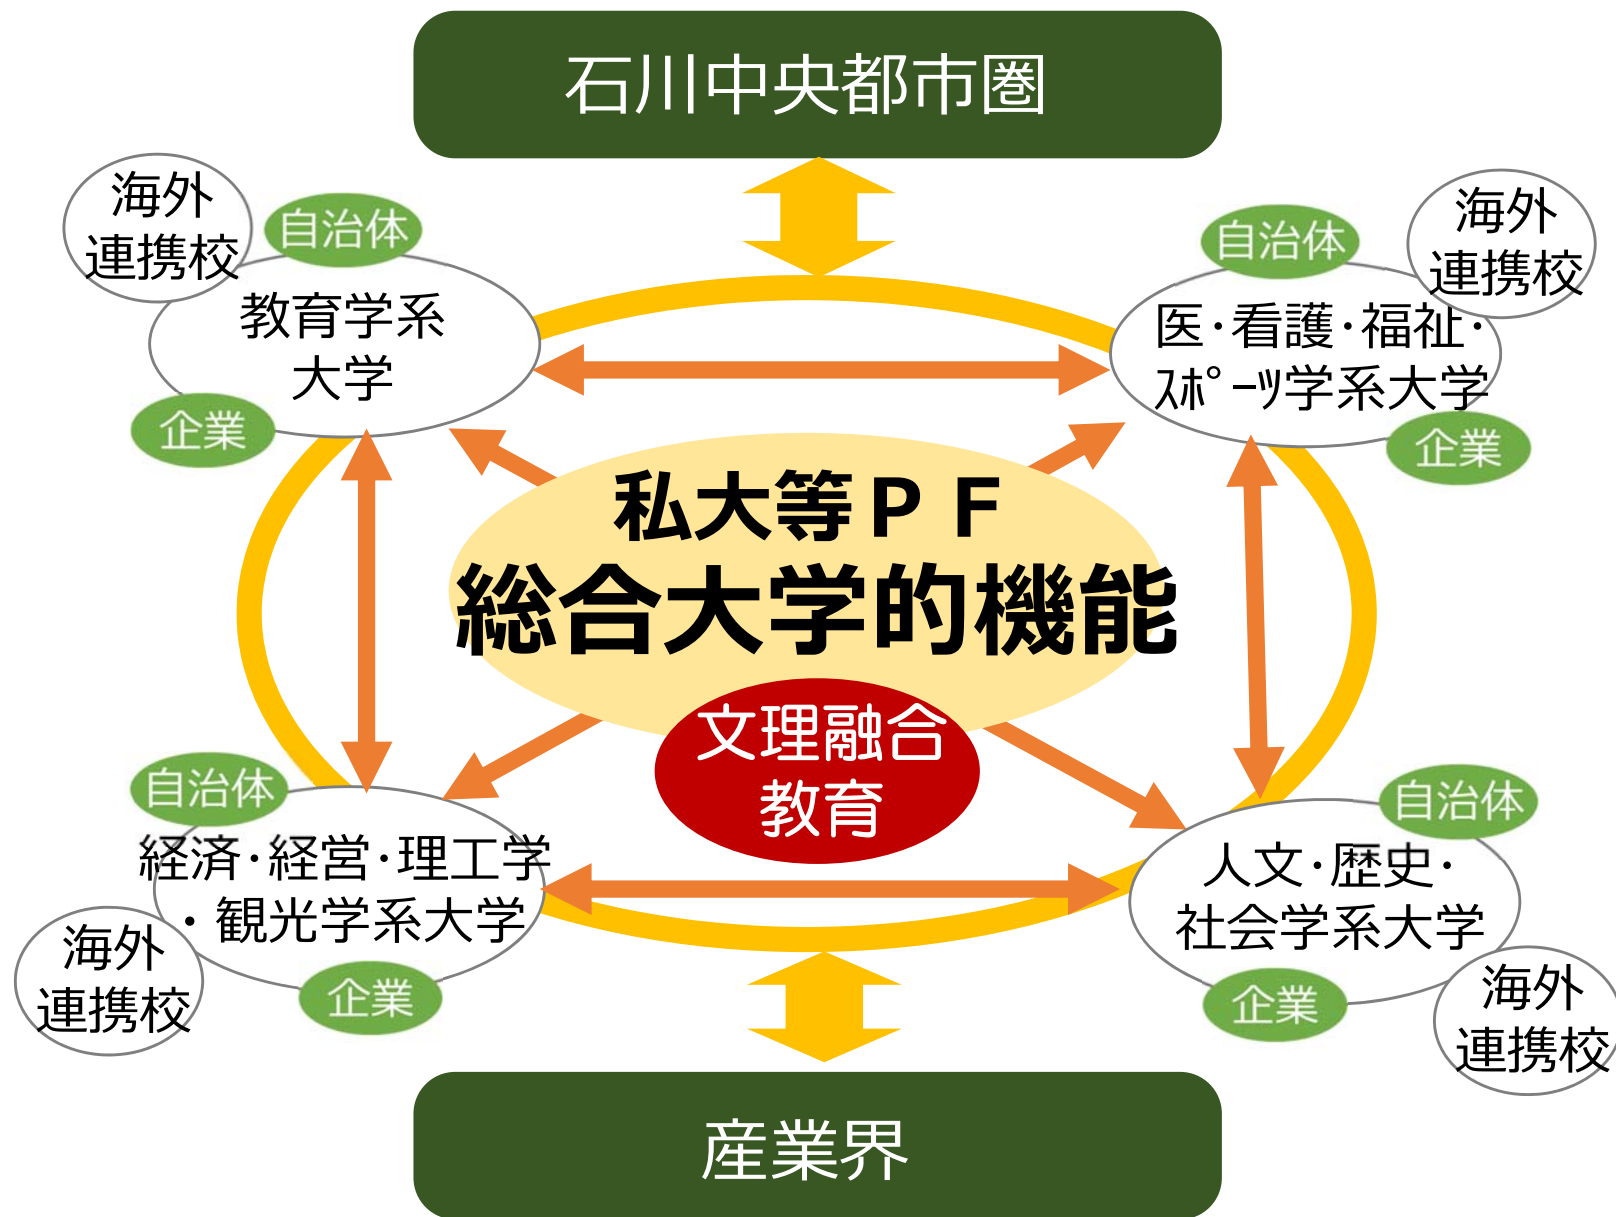 石川中央都市圏
海外
連携校
自治体
教育学系
大学
企業
自治体
海外
連携校
医・看護・福祉・
ｽﾎﾟｰﾂ学系大学
企業
私大等ＰＦ
総合大学的機能
文理融合
教育
自治体
経済・経営・理工学
・観光学系大学
海外
連携校
企業
自治体
人文・歴史・
社会学系大学
企業
海外
連携校
産業界